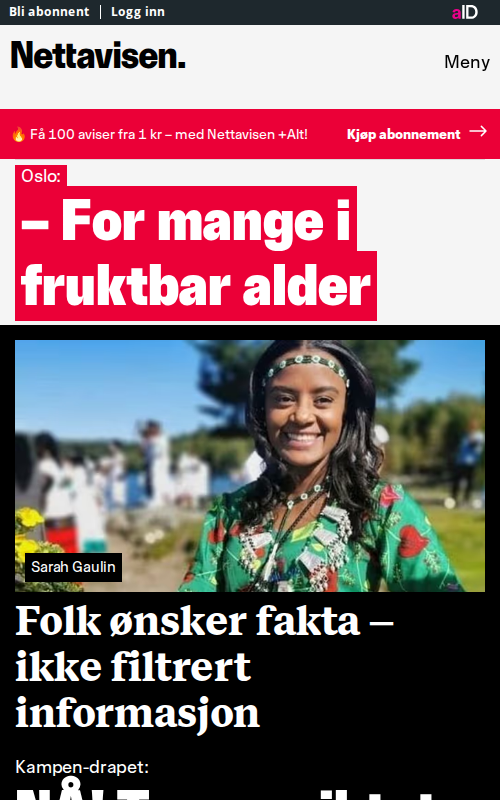 Bli abonnent | Logg inn
aID
Nettavisen.
Meny
🔥 Få 100 aviser fra 1 kr – med Nettavisen +Alt!
Kjøp abonnement →
Oslo:
– For mange i
fruktbar alder
Sarah Gaulin
Folk ønsker fakta –
ikke filtrert
informasjon
Kampen-drapet: